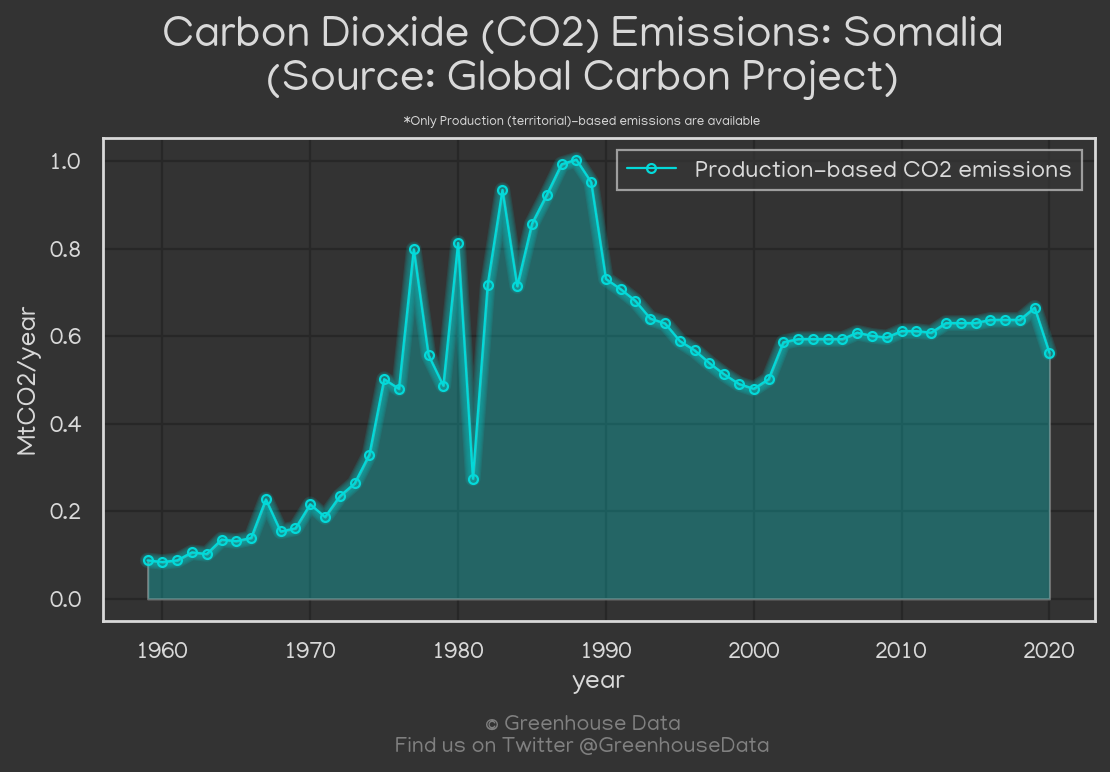 Carbon Dioxide (CO2) Emissions: Somalia
(Source: Global Carbon Project)
*Only Production (territorial)-based emissions are available
Production-based CO2 emissions
MtCO2/year
1.0
0.8
0.6
0.4
0.2
0.0
1960 1970 1980 1990 2000 2010 2020
year
© Greenhouse Data
Find us on Twitter @GreenhouseData